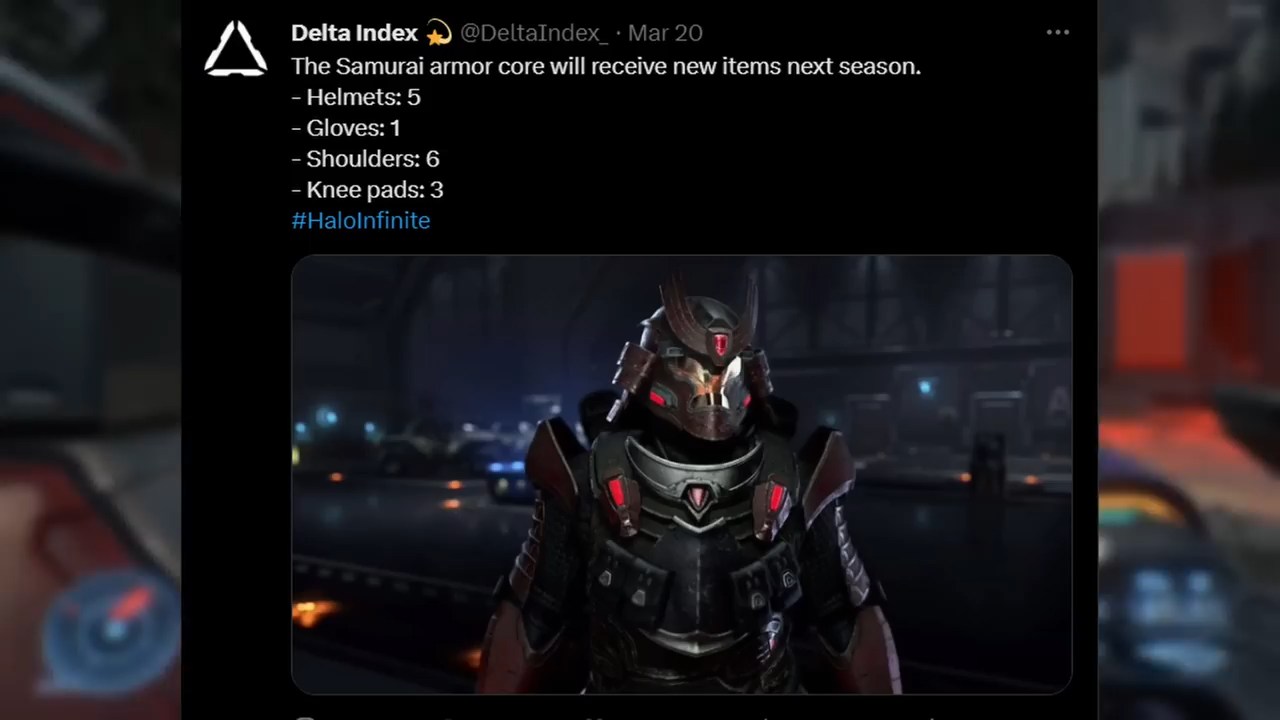 Delta Index 💫 @DeltaIndex_ · Mar 20
The Samurai armor core will receive new items next season.
- Helmets: 5
- Gloves: 1
- Shoulders: 6
- Knee pads: 3
#HaloInfinite